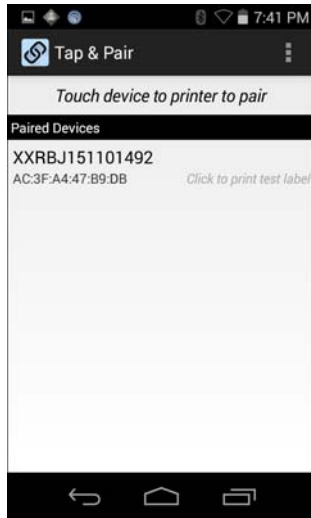 7:41 PM
Tap & Pair
Touch device to printer to pair
Paired Devices
XXRBJ151101492
AC:3F:A4:47:B9:DB Click to print test label